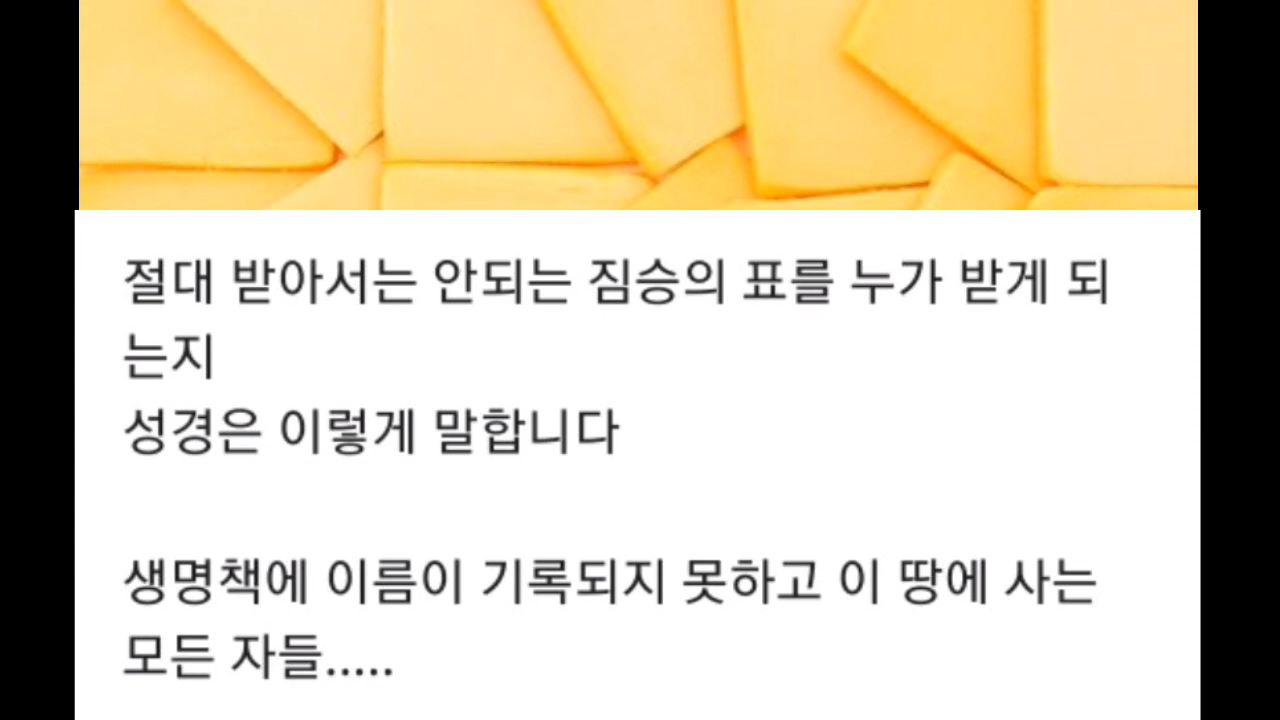 절대 받아서는 안되는 짐승의 표를 누가 받게 되
는지
성경은 이렇게 말합니다
생명책에 이름이 기록되지 못하고 이 땅에 사는
모든 자들.....